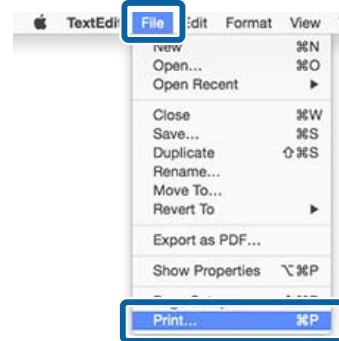 TextEdi File Edit Format View
New ⌘N
Open... ⌘O
Open Recent ▶
Close ⌘W
Save... ⌘S
Duplicate ⇧⌘S
Rename...
Move To...
Revert To ▶
Export as PDF...
Show Properties ⌥⌘P
Print... ⌘P